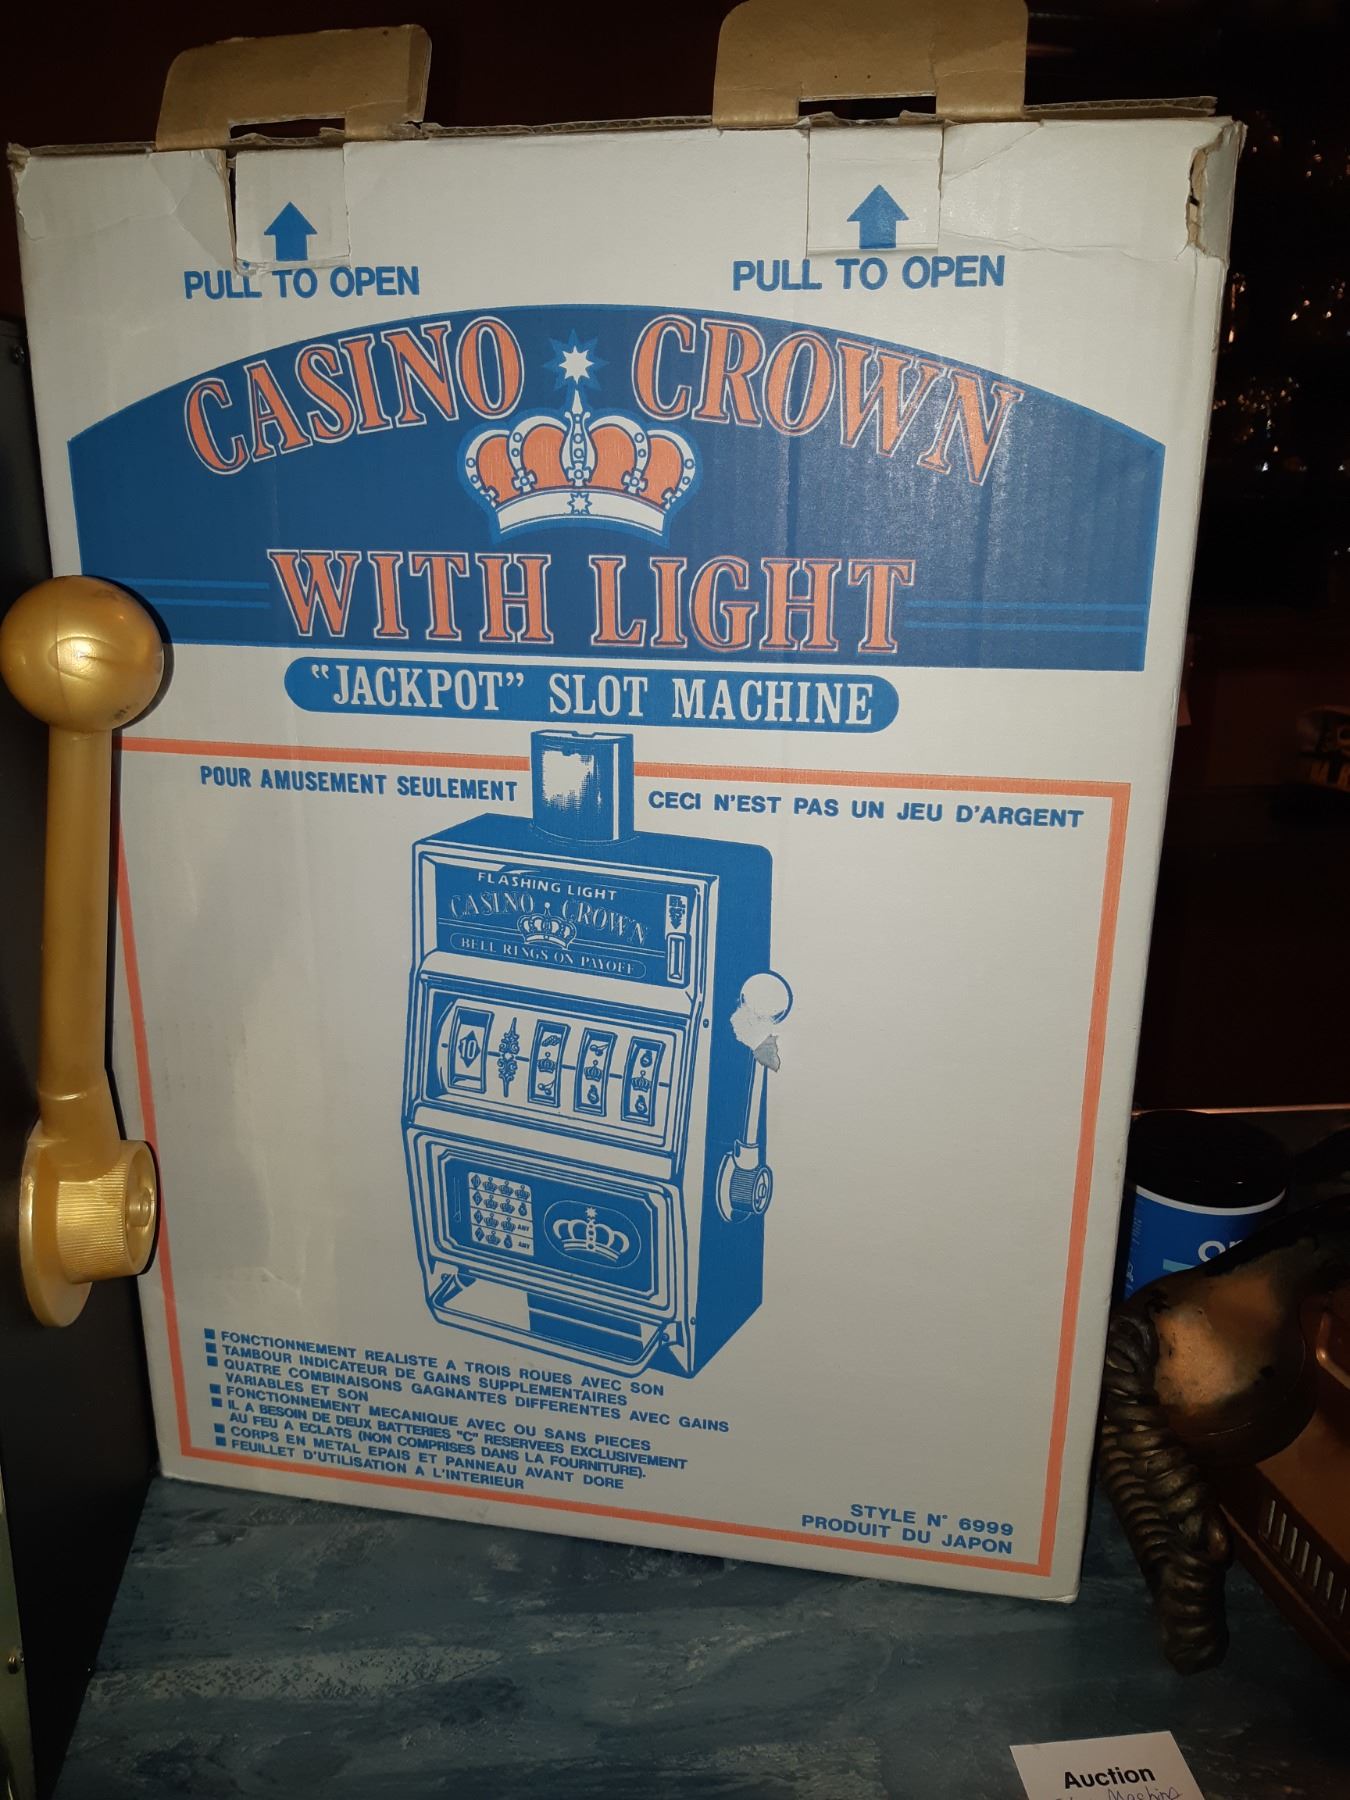 PULL TO OPEN
PULL TO OPEN
CASINO CROWN
WITH LIGHT
"JACKPOT" SLOT MACHINE
POUR AMUSEMENT SEULEMENT
CECI N'EST PAS UN JEU D'ARGENT
FLASHING LIGHT
CASINO CROWN
BELL RINGS ON PAYOFF
10
ANY
ANY
■ FONCTIONNEMENT REALISTE A TROIS ROUES AVEC SON
■ TAMBOUR INDICATEUR DE GAINS SUPPLEMENTAIRES
■ QUATRE COMBINAISONS GAGNANTES DIFFERENTES AVEC GAINS
VARIABLES ET SON
■ FONCTIONNEMENT MECANIQUE AVEC OU SANS PIECES
■ IL A BESOIN DE DEUX BATTERIES "C" RESERVEES EXCLUSIVEMENT
AU FEU A ECLATS (NON COMPRISES DANS LA FOURNITURE).
■ CORPS EN METAL EPAIS ET PANNEAU AVANT DORE
■ FEUILLET D'UTILISATION A L'INTERIEUR
STYLE N° 6999
PRODUIT DU JAPON
Auction
Machine